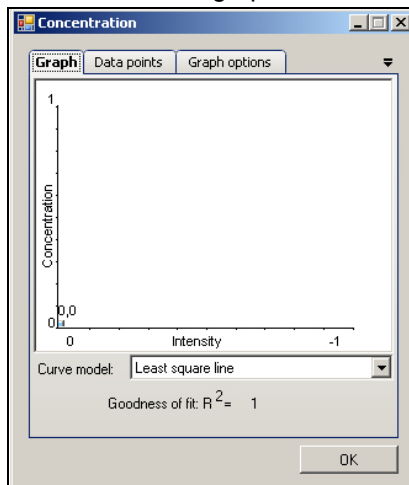 Concentration
Graph Data points Graph options
1
Concentration
0,0
0
0 Intensity -1
Curve model: Least square line
Goodness of fit: R 2 = 1
OK